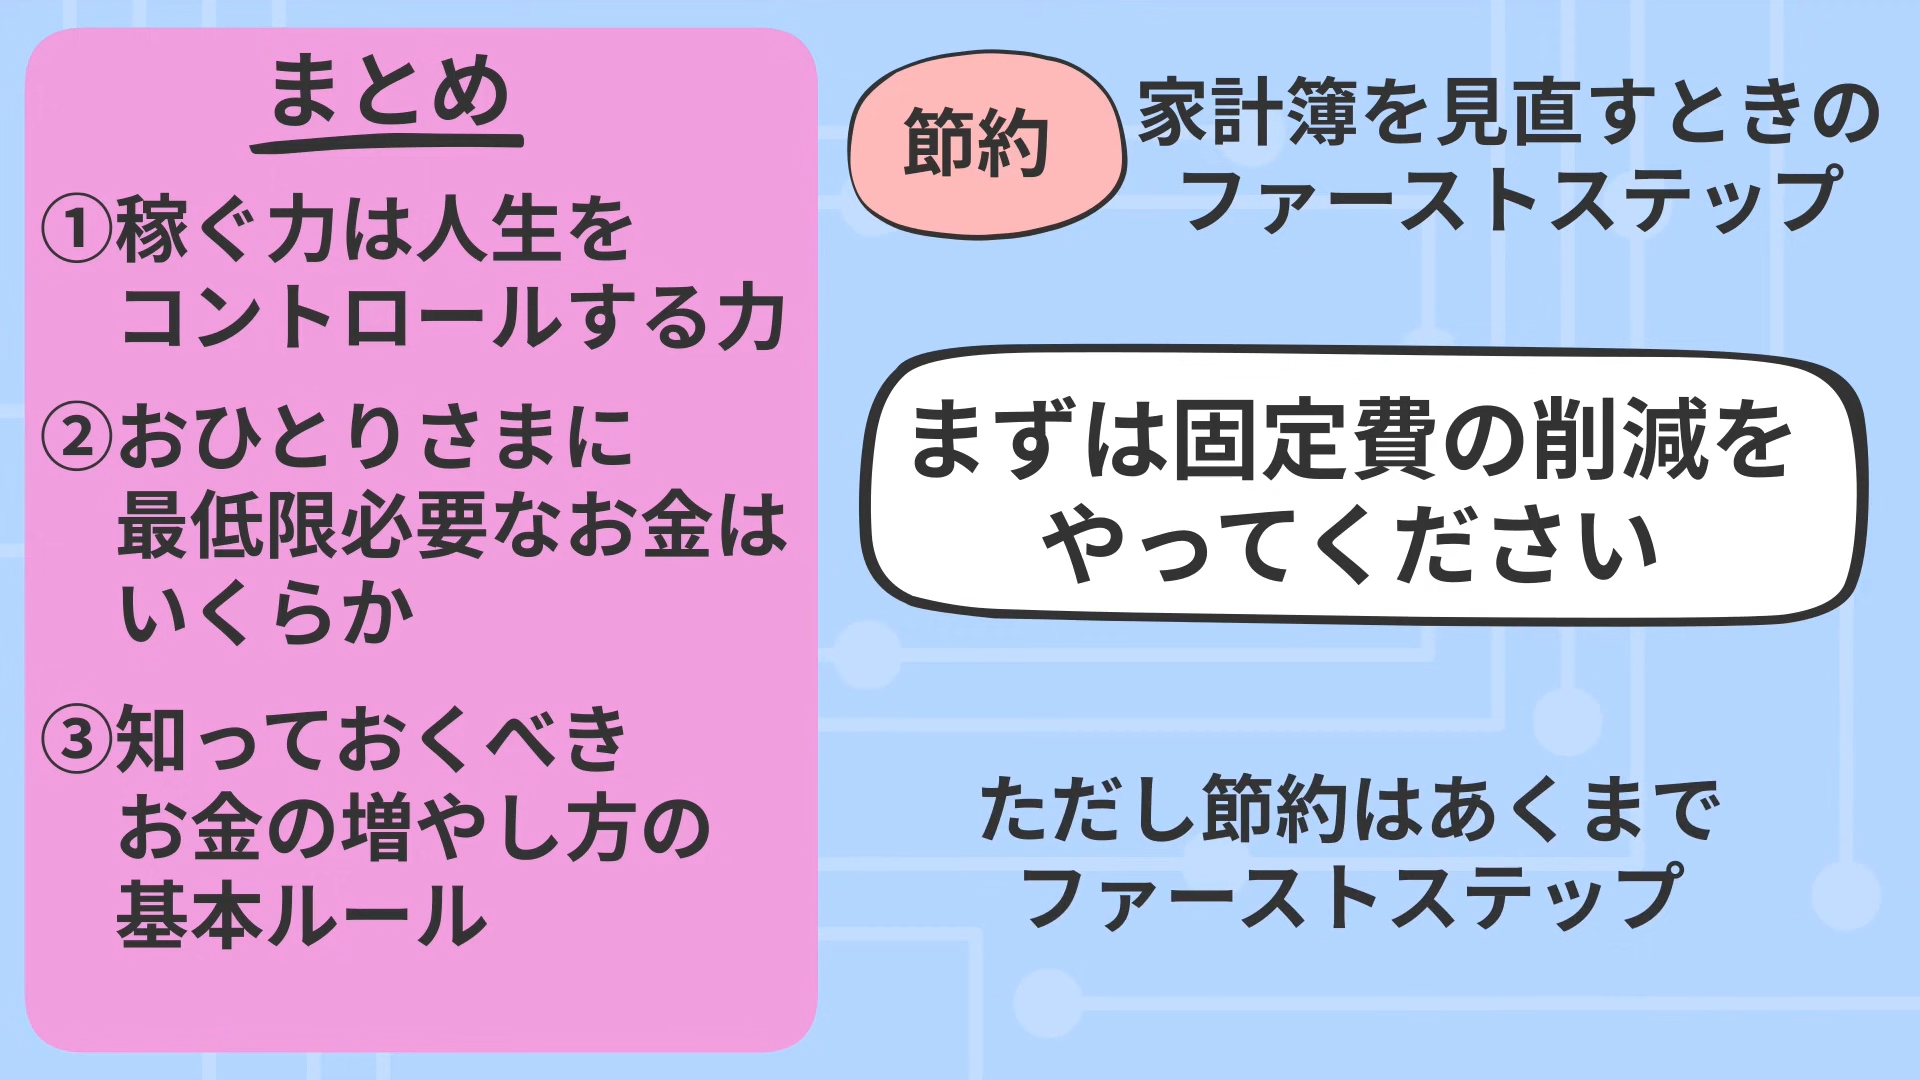 まとめ
①稼ぐ力は人生を
コントロールする力
②おひとりさまに
最低限必要なお金は
いくらか
③知っておくべき
お金の増やし方の
基本ルール
節約
家計簿を見直すときの
ファーストステップ
まずは固定費の削減を
やってください
ただし節約はあくまで
ファーストステップ